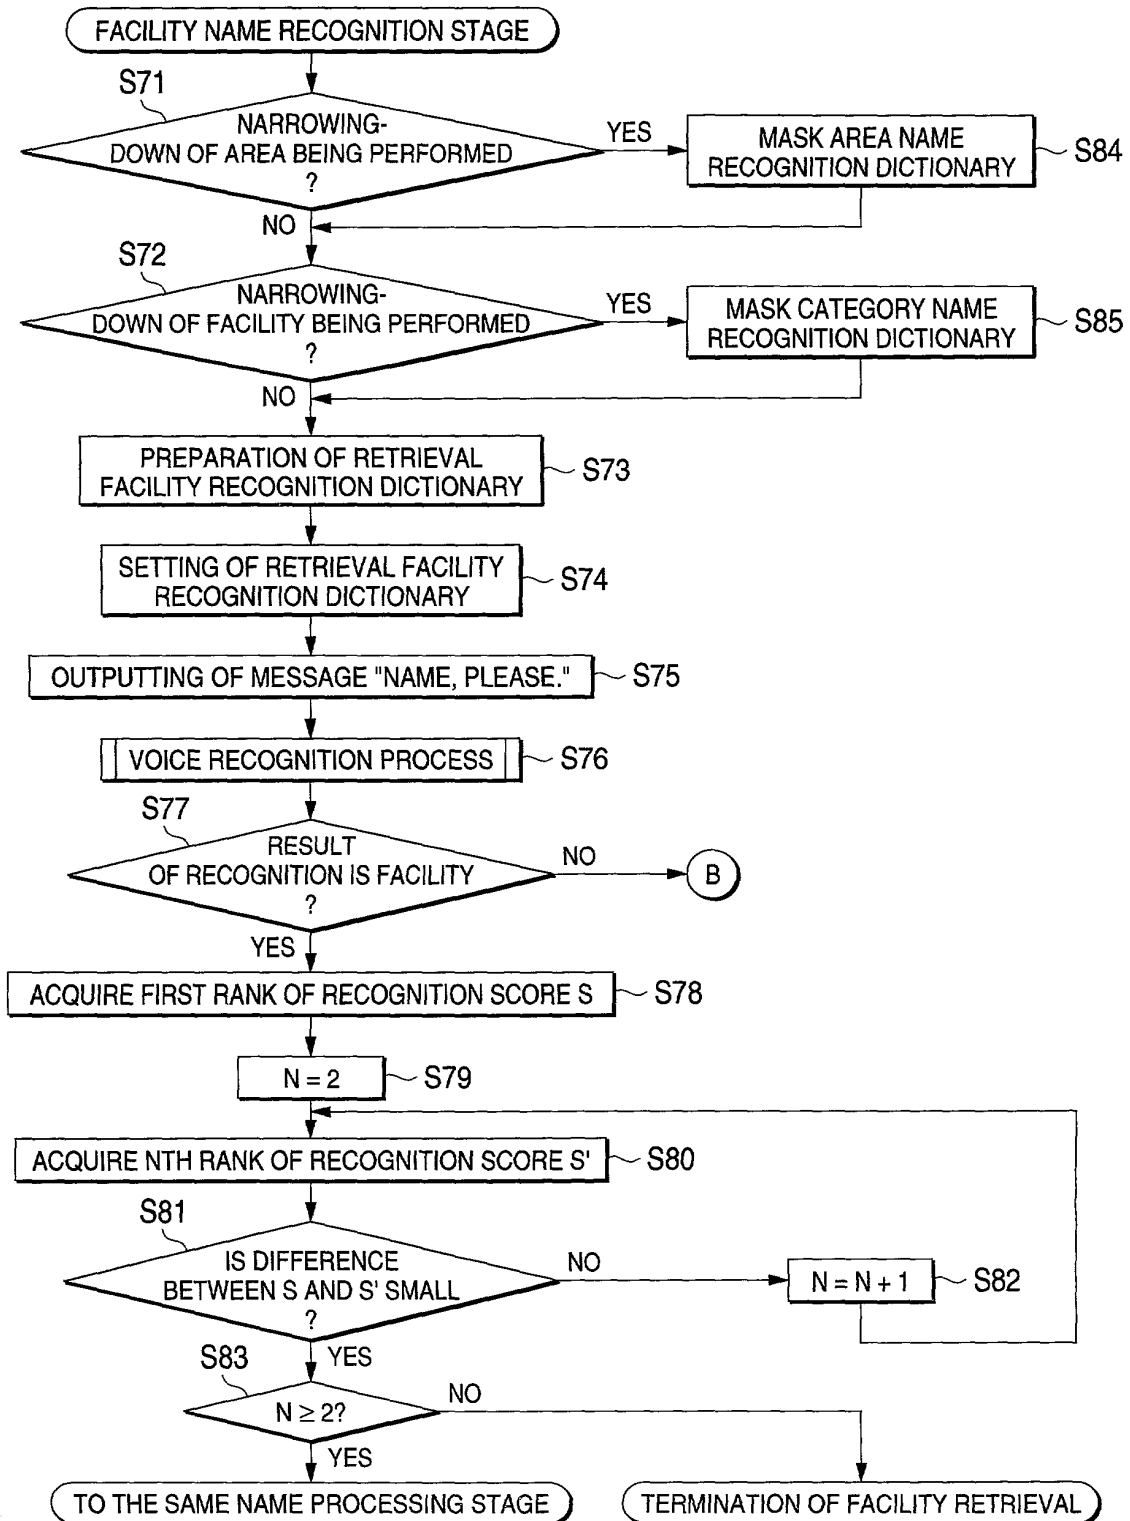 FACILITY NAME RECOGNITION STAGE
S71
NARROWING-
DOWN OF AREA BEING PERFORMED
?
YES
MASK AREA NAME
RECOGNITION DICTIONARY
S84
NO
S72
NARROWING-
DOWN OF FACILITY BEING PERFORMED
?
YES
MASK CATEGORY NAME
RECOGNITION DICTIONARY
S85
NO
PREPARATION OF RETRIEVAL
FACILITY RECOGNITION DICTIONARY
S73
SETTING OF RETRIEVAL FACILITY
RECOGNITION DICTIONARY
S74
OUTPUTTING OF MESSAGE "NAME, PLEASE."
S75
VOICE RECOGNITION PROCESS
S76
S77
RESULT
OF RECOGNITION IS FACILITY
?
NO
B
YES
ACQUIRE FIRST RANK OF RECOGNITION SCORE S
S78
N = 2
S79
ACQUIRE NTH RANK OF RECOGNITION SCORE S'
S80
S81
IS DIFFERENCE
BETWEEN S AND S' SMALL
?
NO
N = N + 1
S82
YES
S83
N ≥ 2?
NO
YES
TO THE SAME NAME PROCESSING STAGE
TERMINATION OF FACILITY RETRIEVAL